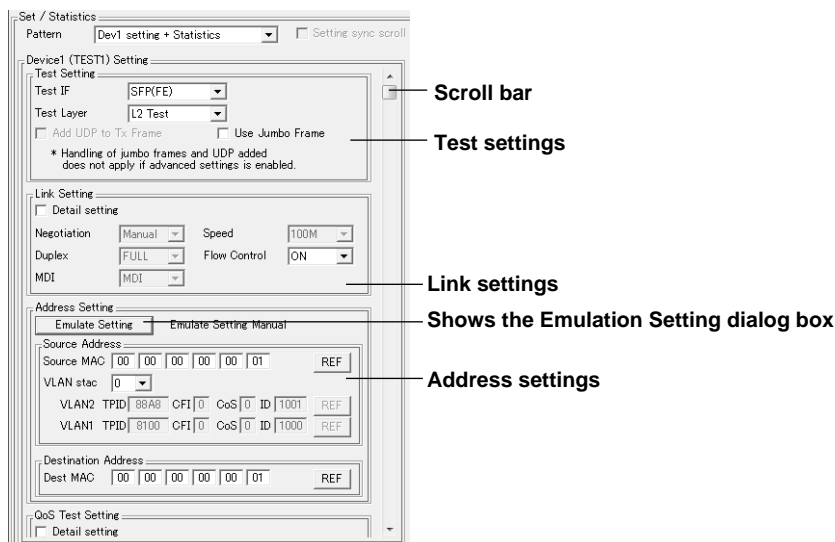 Set / Statistics
Pattern Dev1 setting + Statistics Setting sync scroll
Device1 (TEST1) Setting
Test Setting
Test IF SFP(FE)
Scroll bar
Test Layer L2 Test
Add UDP to Tx Frame Use Jumbo Frame
Test settings
* Handling of jumbo frames and UDP added
does not apply if advanced settings is enabled.
Link Setting
Detail setting
Negotiation Manual Speed 100M
Duplex FULL Flow Control ON
MDI MDI
Link settings
Address Setting
Emulate Setting Emulate Setting Manual
Shows the Emulation Setting dialog box
Source Address
Source MAC 00 00 00 00 00 01 REF
VLAN stac 0
Address settings
VLAN2 TPID 88A8 CFI 0 CoS 0 ID 1001 REF
VLAN1 TPID 8100 CFI 0 CoS 0 ID 1000 REF
Destination Address
Dest MAC 00 00 00 00 00 01 REF
QoS Test Setting
Detail setting